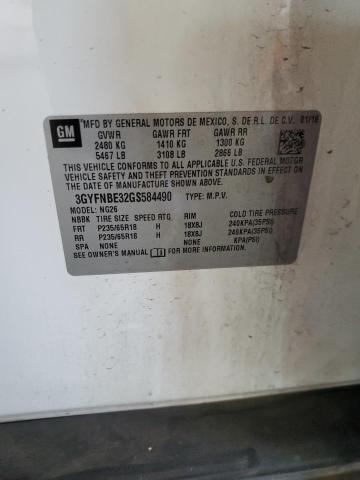 GM
MFD BY GENERAL MOTORS DE MEXICO, S. DE R.L. DE C.V. 01/16
GVWR GAWR FRT GAWR RR
2480 KG 1410 KG 1300 KG
5467 LB 3108 LB 2866 LB
THIS VEHICLE CONFORMS TO ALL APPLICABLE U.S. FEDERAL MOTOR
VEHICLE SAFETY AND THEFT PREVENTION STANDARDS IN EFFECT ON THE DATE OF
MANUFACTURE SHOWN ABOVE.
3GYFNBE32GS584490 TYPE: M.P.V.
MODEL: NG26
NBBN TIRE SIZE SPEED RTG RIM COLD TIRE PRESSURE
FRT P235/65R18 H 18X8J 240KPA(35PSI)
RR P235/65R18 H 18X8J 240KPA(35PSI)
SPA NONE NONE KPA(PSI)
SEE OWNER'S MANUAL FOR MORE INFORMATION.